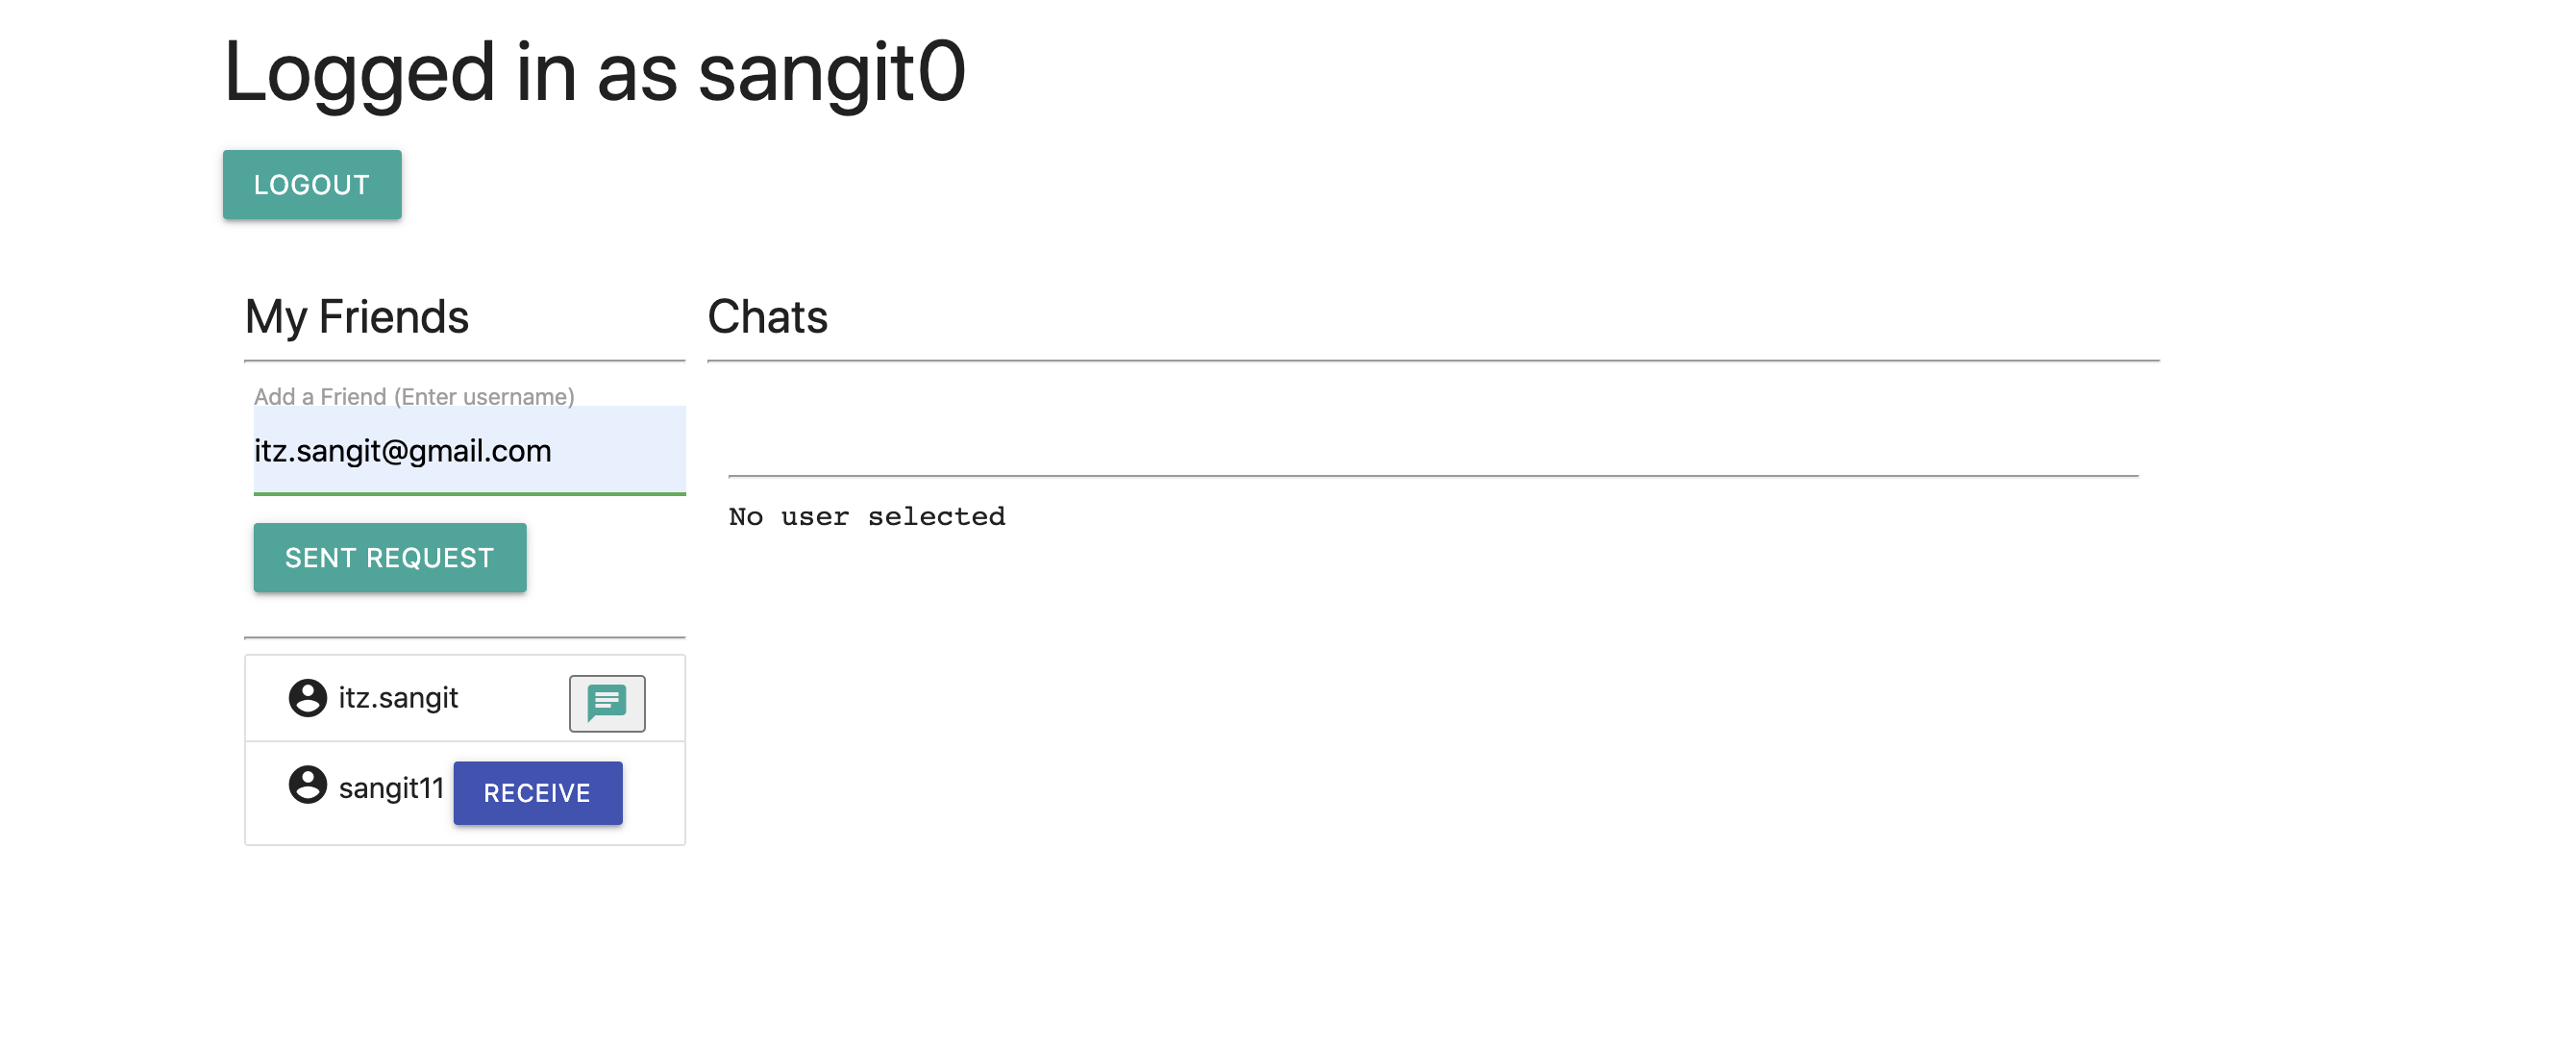 Logged in as sangit0
LOGOUT
My Friends
Add a Friend (Enter username)
itz.sangit@gmail.com
SENT REQUEST
itz.sangit
sangit11 RECEIVE
Chats
No user selected